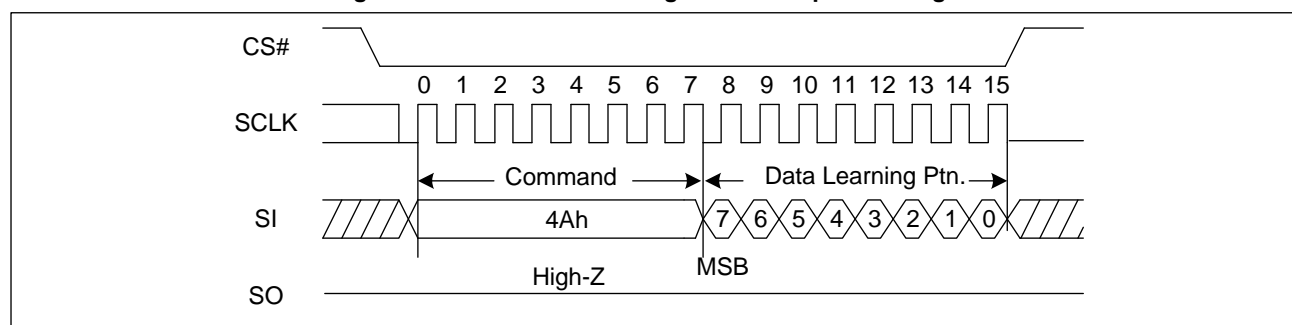 CS#
0 1 2 3 4 5 6 7 8 9 10 11 12 13 14 15
SCLK
Command Data Learning Ptn.
SI 4Ah 7 6 5 4 3 2 1 0
High-Z MSB
SO